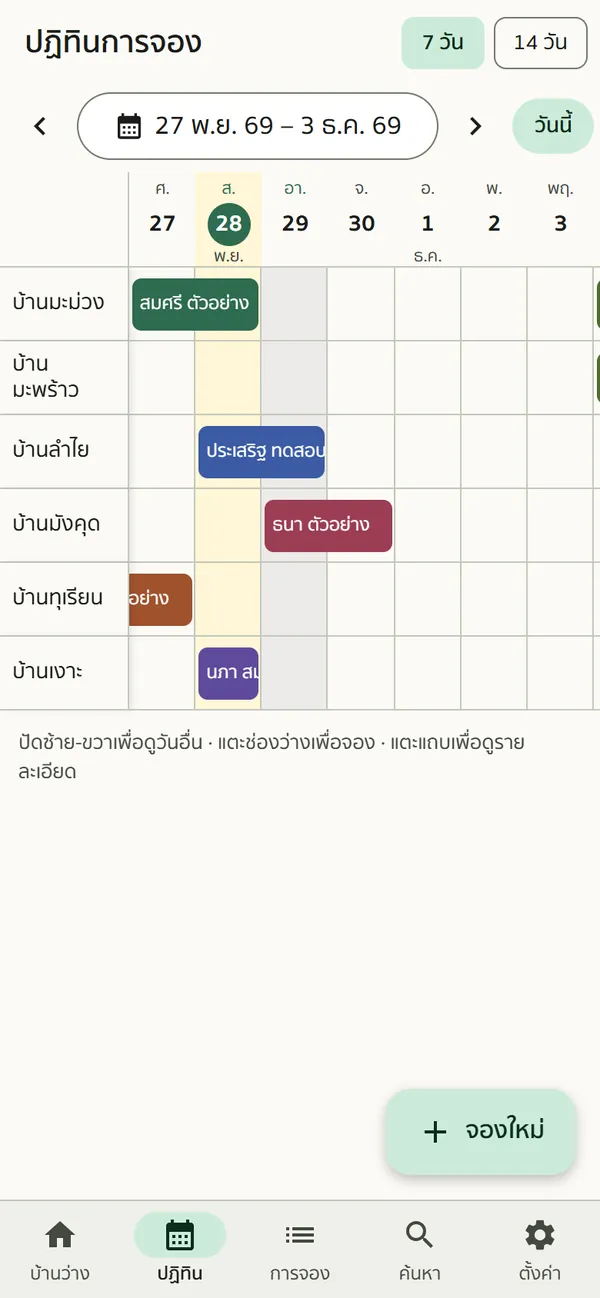 ปฏิทินการจอง
7 วัน
14 วัน
27 พ.ย. 69 – 3 ธ.ค. 69
วันนี้
ศ. ส. อา. จ. อ. พ. พฤ.
27 28 29 30 1 2 3
พ.ย. ธ.ค.
บ้านมะม่วง
สมศรี ตัวอย่าง
บ้าน
มะพร้าว
บ้านลำไย
ประเสริฐ ทดสอบ
บ้านมังคุด
ธนา ตัวอย่าง
บ้านทุเรียน
อย่าง
บ้านเงาะ
นภา
ปัดซ้าย-ขวาเพื่อดูวันอื่น · แตะช่องว่างเพื่อจอง · แตะแถบเพื่อดูราย
ละเอียด
+ จองใหม่
บ้านว่าง
ปฏิทิน
การจอง
ค้นหา
ตั้งค่า